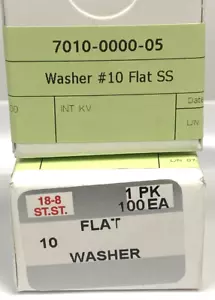 7010-0000-05
Washer #10 Flat SS
INT KV
Date
18-8
ST.ST.
1 PK
100 EA
FLAT
10
WASHER